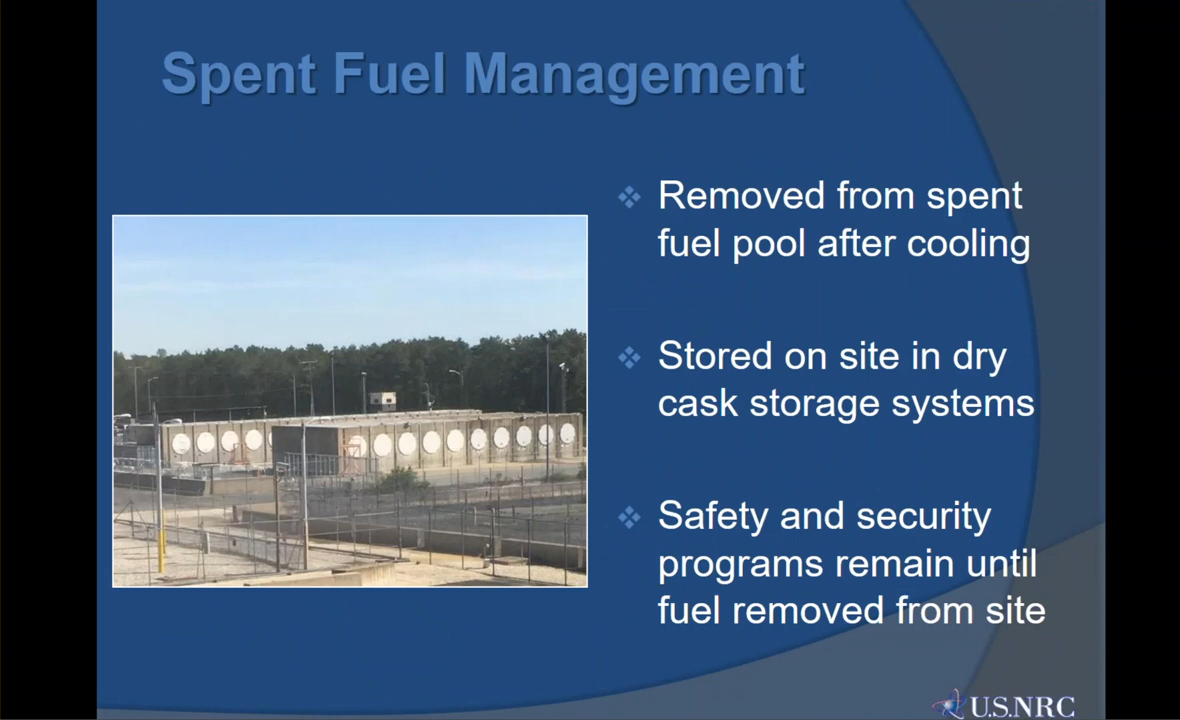 Spent Fuel Management
Removed from spent
fuel pool after cooling
Stored on site in dry
cask storage systems
Safety and security
programs remain until
fuel removed from site
U.S.NRC